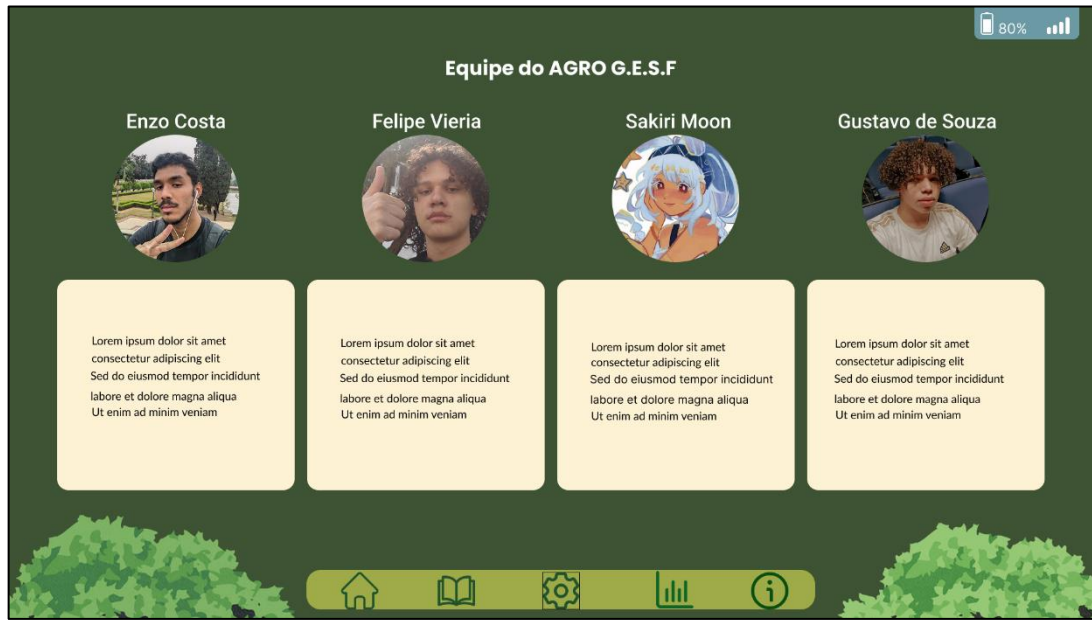 80%
Equipe do AGRO G.E.S.F
Enzo Costa
Felipe Vieria
Sakiri Moon
Gustavo de Souza
Lorem ipsum dolor sit amet
consectetur adipiscing elit
Sed do eiusmod tempor incididunt
labore et dolore magna aliqua
Ut enim ad minim veniam
Lorem ipsum dolor sit amet
consectetur adipiscing elit
Sed do eiusmod tempor incididunt
labore et dolore magna aliqua
Ut enim ad minim veniam
Lorem ipsum dolor sit amet
consectetur adipiscing elit
Sed do eiusmod tempor incididunt
labore et dolore magna aliqua
Ut enim ad minim veniam
Lorem ipsum dolor sit amet
consectetur adipiscing elit
Sed do eiusmod tempor incididunt
labore et dolore magna aliqua
Ut enim ad minim veniam